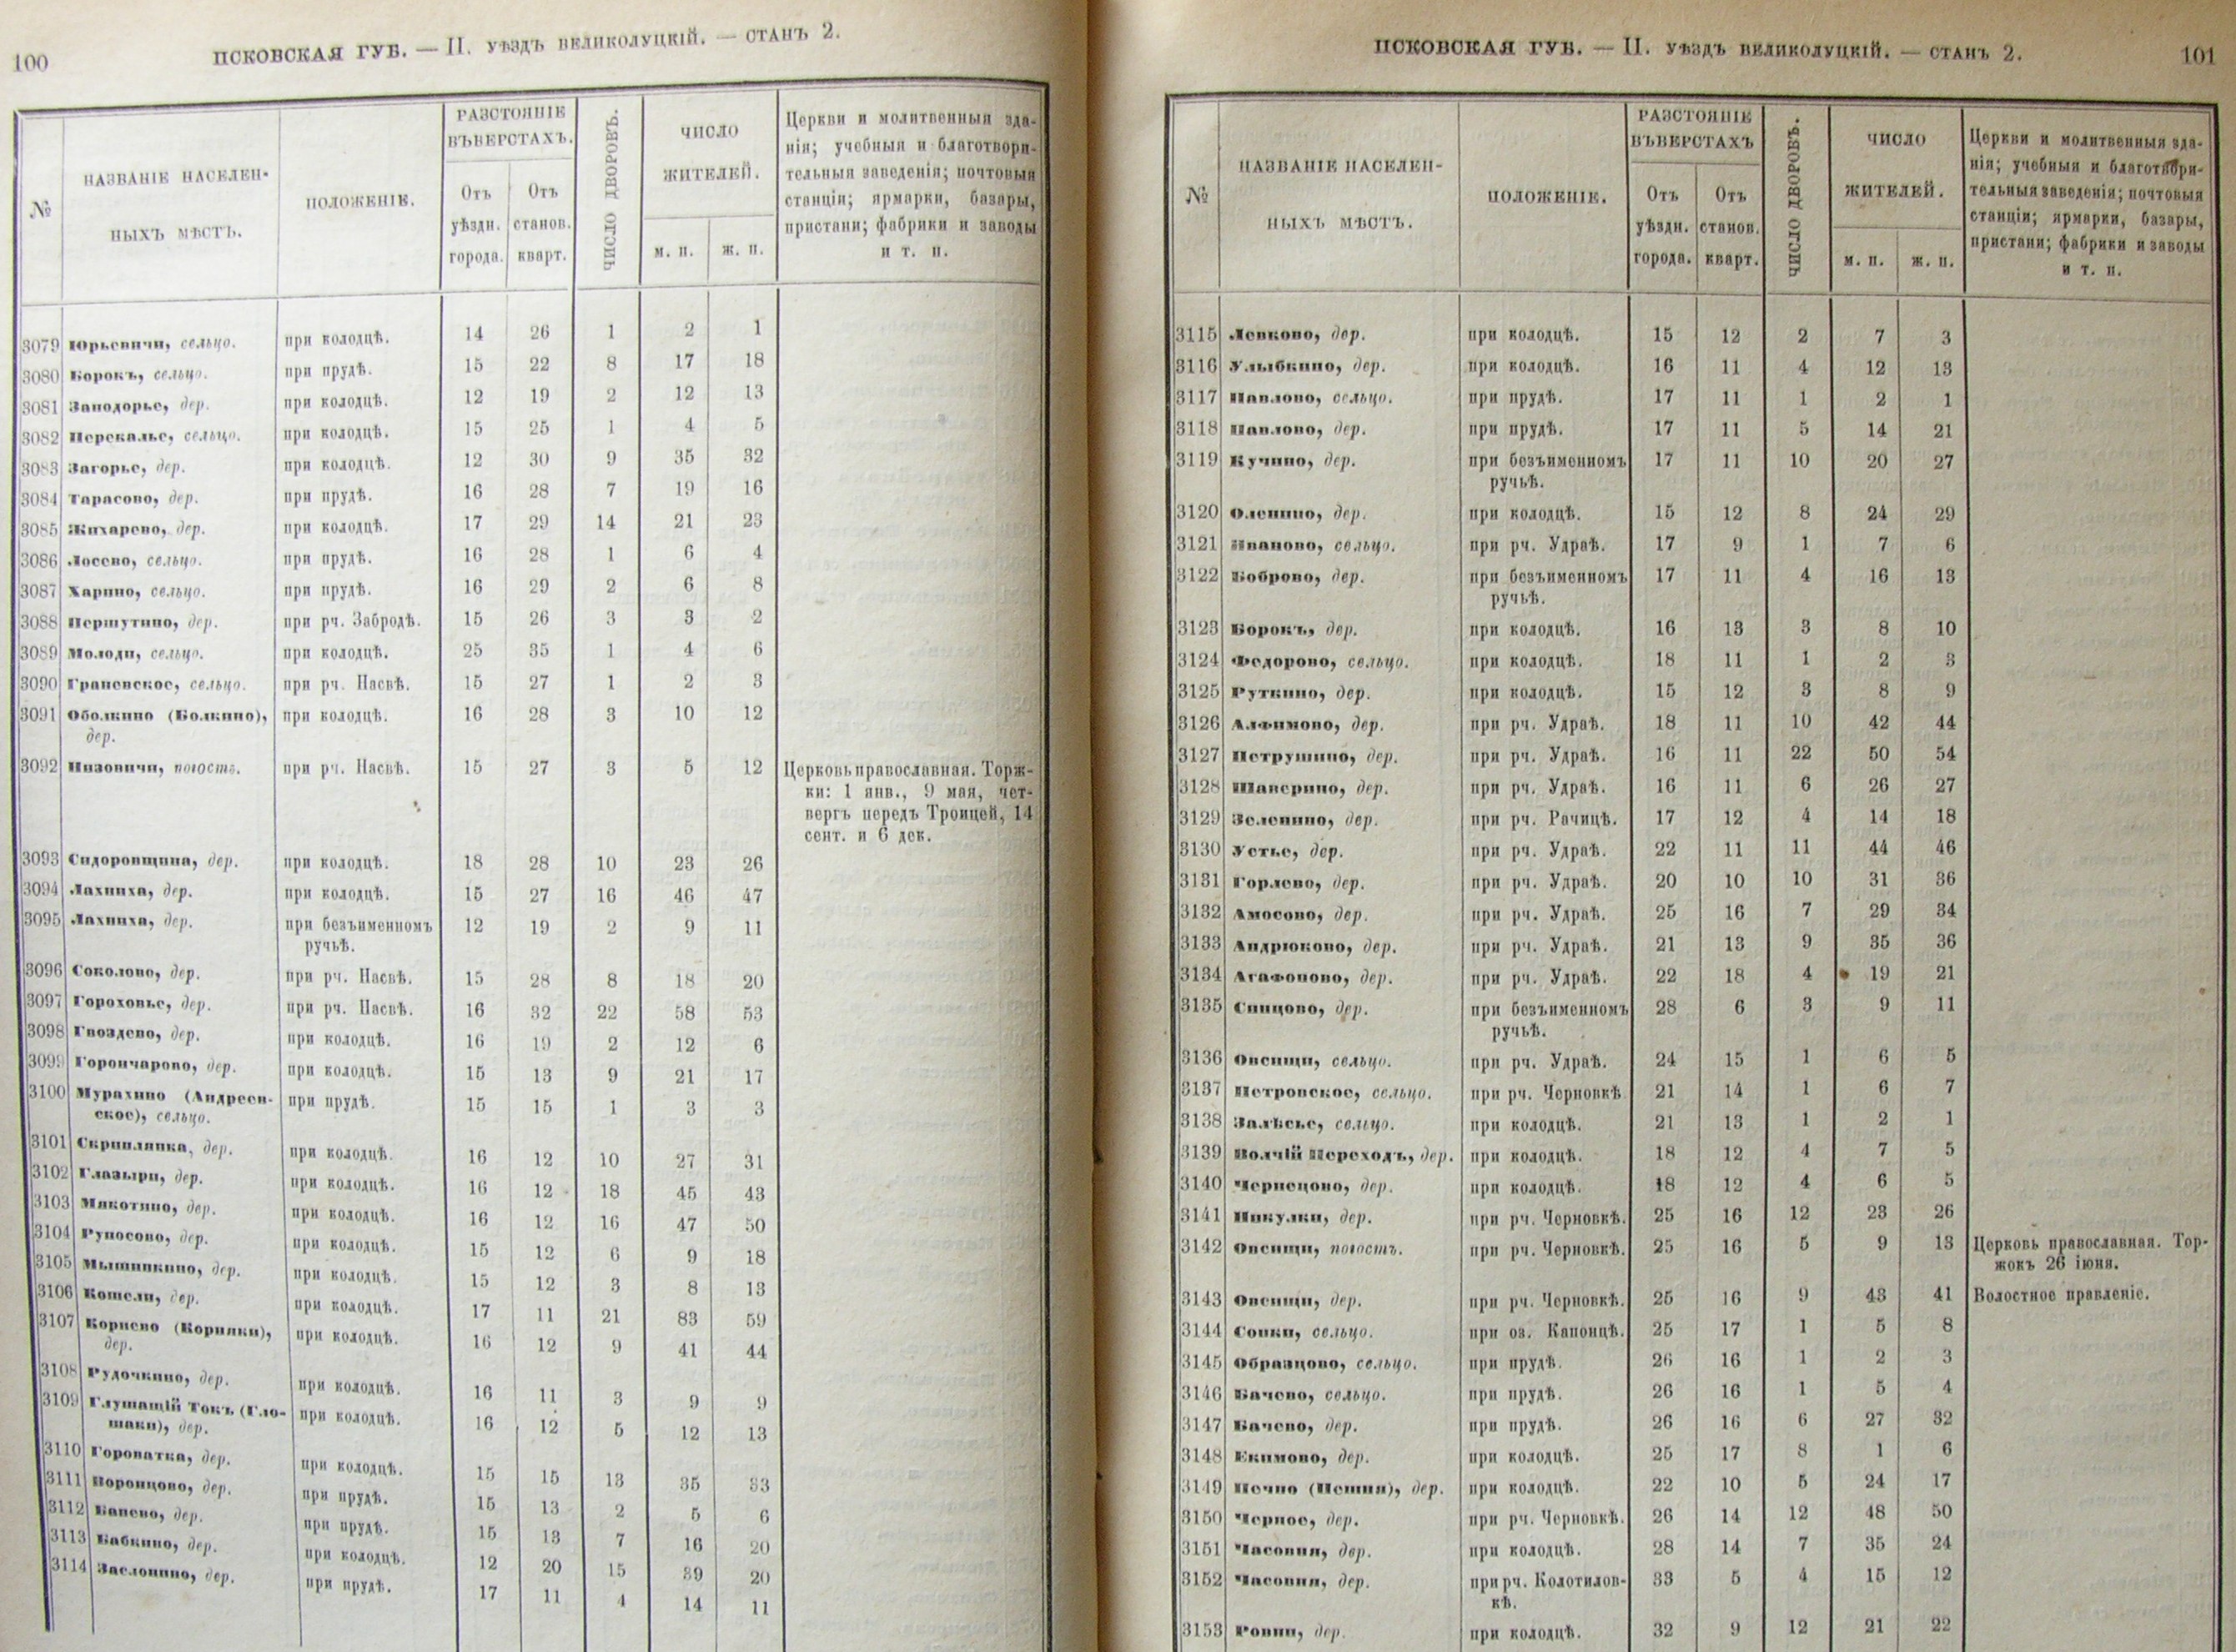 100
ПСКОВСКАЯ ГУБ. — II. УѢЗДЪ ВЕЛИКОЛУЦКІЙ. — СТАНЪ 2.
№
НАЗВАНІЕ НАСЕЛЕН-
НЫХЪ МѢСТЪ.
ПОЛОЖЕНІЕ.
РАЗСТОЯНІЕ
ВЪВЕРСТАХЪ.
Отъ
уѣздн.
города.
Отъ
станов.
кварт.
ЧИСЛО ДВОРОВЪ.
ЧИСЛО
ЖИТЕЛЕЙ.
м. п. ж. п.
Церкви и молитвенныя зда-
нія; учебныя и благотвори-
тельныя заведенія; почтовыя
станціи; ярмарки, базары,
пристани; фабрики и заводы
и т. п.
3079 Юрьевичи, сельцо. при колодцѣ. 14 26 1 2 1
3080 Борокъ, сельцо. при прудѣ. 15 22 8 17 18
3081 Заподорье, дер. при колодцѣ. 12 19 2 12 13
3082 Перекалье, сельцо. при колодцѣ. 15 25 1 4 5
3083 Загорье, дер. при колодцѣ. 12 30 9 35 32
3084 Тарасово, дер. при прудѣ. 16 28 7 19 16
3085 Жихарево, дер. при колодцѣ. 17 29 14 21 23
3086 Лосево, сельцо. при прудѣ. 16 28 1 6 4
3087 Харино, сельцо. при прудѣ. 16 29 2 6 8
3088 Першутино, дер. при рч. Забродѣ. 15 26 3 3 2
3089 Молоди, сельцо. при колодцѣ. 25 35 1 4 6
3090 Граневское, сельцо. при рч. Насвѣ. 15 27 1 2 3
3091 Оболкино (Болкино), при колодцѣ. 16 28 3 10 12
дер.
3092 Низовичи, погостъ. при рч. Насвѣ. 15 27 3 5 12 Церковь православная. Торж-
ки: 1 янв., 9 мая, чет-
вергъ передъ Троицей, 14
сент. и 6 дек.
3093 Сидоровщина, дер. при колодцѣ. 18 28 10 23 26
3094 Лахниха, дер. при колодцѣ. 15 27 16 46 47
3095 Лахниха, дер. при безъименномъ 12 19 2 9 11
ручьѣ.
3096 Соколово, дер. при рч. Насвѣ. 15 28 8 18 20
3097 Гороховье, дер. при рч. Насвѣ. 16 32 22 58 53
3098 Гвоздево, дер. при колодцѣ. 16 19 2 12 6
3099 Горончарово, дер. при колодцѣ. 15 13 9 21 17
3100 Мурахино (Андреев- при прудѣ. 15 15 1 3 3
ское), сельцо.
3101 Скриплянка, дер. при колодцѣ. 16 12 10 27 31
3102 Глазыри, дер. при колодцѣ. 16 12 18 45 43
3103 Макотино, дер. при колодцѣ. 16 12 16 47 50
3104 Руносово, дер. при колодцѣ. 15 12 6 9 18
3105 Мышинкино, дер. при колодцѣ. 15 12 3 8 13
3106 Кошели, дер. при колодцѣ. 17 11 21 83 59
3107 Корнево (Корняки), при колодцѣ. 16 12 9 41 44
дер.
3108 Рудочкино, дер. при колодцѣ. 16 11 3 9 9
3109 Глушащій Токъ (Гло- при колодцѣ. 16 12 5 12 13
шаки), дер.
3110 Горопатка, дер. при колодцѣ. 15 15 13 35 33
3111 Воронцово, дер. при прудѣ. 15 13 2 5 6
3112 Ванево, дер. при прудѣ. 15 13 7 16 20
3113 Бабкино, дер. при колодцѣ. 12 20 15 39 20
3114 Заслонино, дер. при прудѣ. 17 11 4 14 11
ПСКОВСКАЯ ГУБ. — II. УѢЗДЪ ВЕЛИКОЛУЦКІЙ. — СТАНЪ 2.
101
№
НАЗВАНІЕ НАСЕЛЕН-
НЫХЪ МѢСТЪ.
ПОЛОЖЕНІЕ.
РАЗСТОЯНІЕ
ВЪВЕРСТАХЪ
Отъ
уѣздн.
города.
Отъ
станов.
кварт.
ЧИСЛО ДВОРОВЪ.
ЧИСЛО
ЖИТЕЛЕЙ.
м. п. ж. п.
Церкви и молитвенныя зда-
нія; учебныя и благотвори-
тельныя заведенія; почтовыя
станціи; ярмарки, базары,
пристани; фабрики и заводы
и т. п.
3115 Левково, дер. при колодцѣ. 15 12 2 7 3
3116 Улыбкино, дер. при колодцѣ. 16 11 4 12 13
3117 Павлово, сельцо. при прудѣ. 17 11 1 2 1
3118 Павлово, дер. при прудѣ. 17 11 5 14 21
3119 Кучино, дер. при безъименномъ 17 11 10 20 27
ручьѣ.
3120 Оленино, дер. при колодцѣ. 15 12 8 24 29
3121 Иваново, сельцо. при рч. Удраѣ. 17 9 1 7 6
3122 Боброво, дер. при безъименномъ 17 11 4 16 13
ручьѣ.
3123 Борокъ, дер. при колодцѣ. 16 13 3 8 10
3124 Федорово, сельцо. при колодцѣ. 18 11 1 2 3
3125 Руткино, дер. при колодцѣ. 15 12 3 8 9
3126 Алфимово, дер. при рч. Удраѣ. 18 11 10 42 44
3127 Петрушино, дер. при рч. Удраѣ. 16 11 22 50 54
3128 Шаверино, дер. при рч. Удраѣ. 16 11 6 26 27
3129 Зеленино, дер. при рч. Рачицѣ. 17 12 4 14 18
3130 Устье, дер. при рч. Удраѣ. 22 11 11 44 46
3131 Горлево, дер. при рч. Удраѣ. 20 10 10 31 36
3132 Амосово, дер. при рч. Удраѣ. 25 16 7 29 34
3133 Андрюково, дер. при рч. Удраѣ. 21 13 9 35 36
3134 Агафоново, дер. при рч. Удраѣ. 22 18 4 19 21
3135 Спицово, дер. при безъименномъ 28 6 3 9 11
ручьѣ.
3136 Овсищи, сельцо. при рч. Удраѣ. 24 15 1 6 5
3137 Петровское, сельцо. при рч. Черновкѣ 21 14 1 6 7
3138 Залѣсье, сельцо. при колодцѣ. 21 13 1 2 1
3139 Волчій Переходъ, дер. при колодцѣ. 18 12 4 7 5
3140 Чернецово, дер. при колодцѣ. 18 12 4 6 5
3141 Никулки, дер. при рч. Черновкѣ. 25 16 12 23 26
3142 Овсищи, погостъ. при рч. Черновкѣ. 25 16 5 9 13 Церковь православная. Тор-
жокъ 26 іюня.
3143 Овсищи, дер. при рч. Черновкѣ. 25 16 9 43 41 Волостное правленіе.
3144 Сопки, сельцо. при оз. Капонцѣ. 25 17 1 5 8
3145 Образцово, сельцо. при прудѣ. 26 16 1 2 3
3146 Бачево, сельцо. при прудѣ. 26 16 1 5 4
3147 Бачево, дер. при прудѣ. 26 16 6 27 32
3148 Екимово, дер. при колодцѣ. 25 17 8 1 6
3149 Почно (Пошня), дер. при колодцѣ. 22 10 5 24 17
3150 Черное, дер. при рч. Черновкѣ. 26 14 12 48 50
3151 Часовня, дер. при колодцѣ. 28 14 7 35 24
3152 Часовня, дер. при рч. Колотилов- 33 5 4 15 12
кѣ.
3153 Ровни, дер. при колодцѣ. 32 9 12 21 22